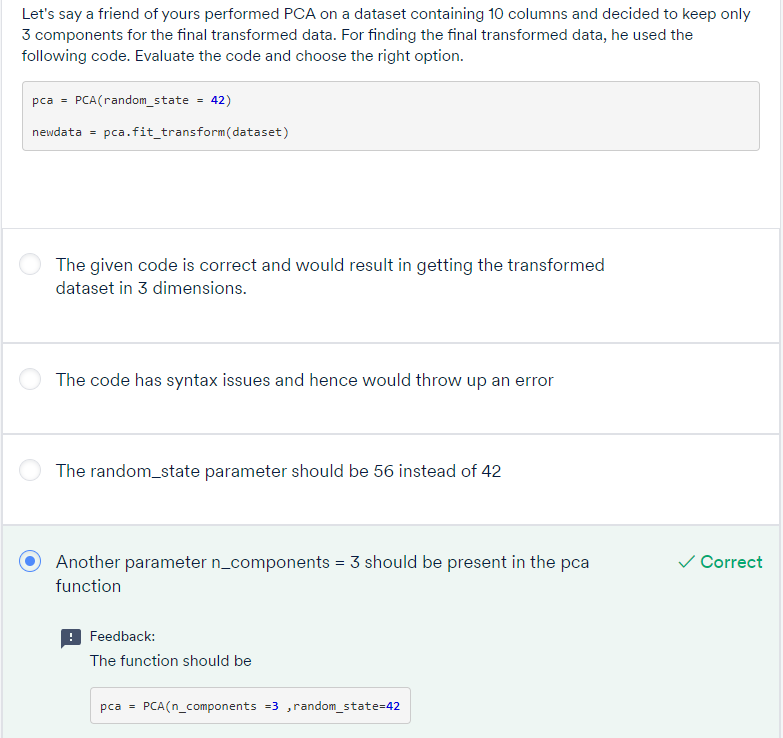 Let's say a friend of yours performed PCA on a dataset containing 10 columns and decided to keep only
3 components for the final transformed data. For finding the final transformed data, he used the
following code. Evaluate the code and choose the right option.
pca = PCA(random_state = 42)
newdata = pca.fit_transform(dataset)
The given code is correct and would result in getting the transformed
dataset in 3 dimensions.
The code has syntax issues and hence would throw up an error
The random_state parameter should be 56 instead of 42
Another parameter n_components = 3 should be present in the pca
function
Correct
Feedback:
The function should be
pca = PCA(n_components =3 ,random_state=42